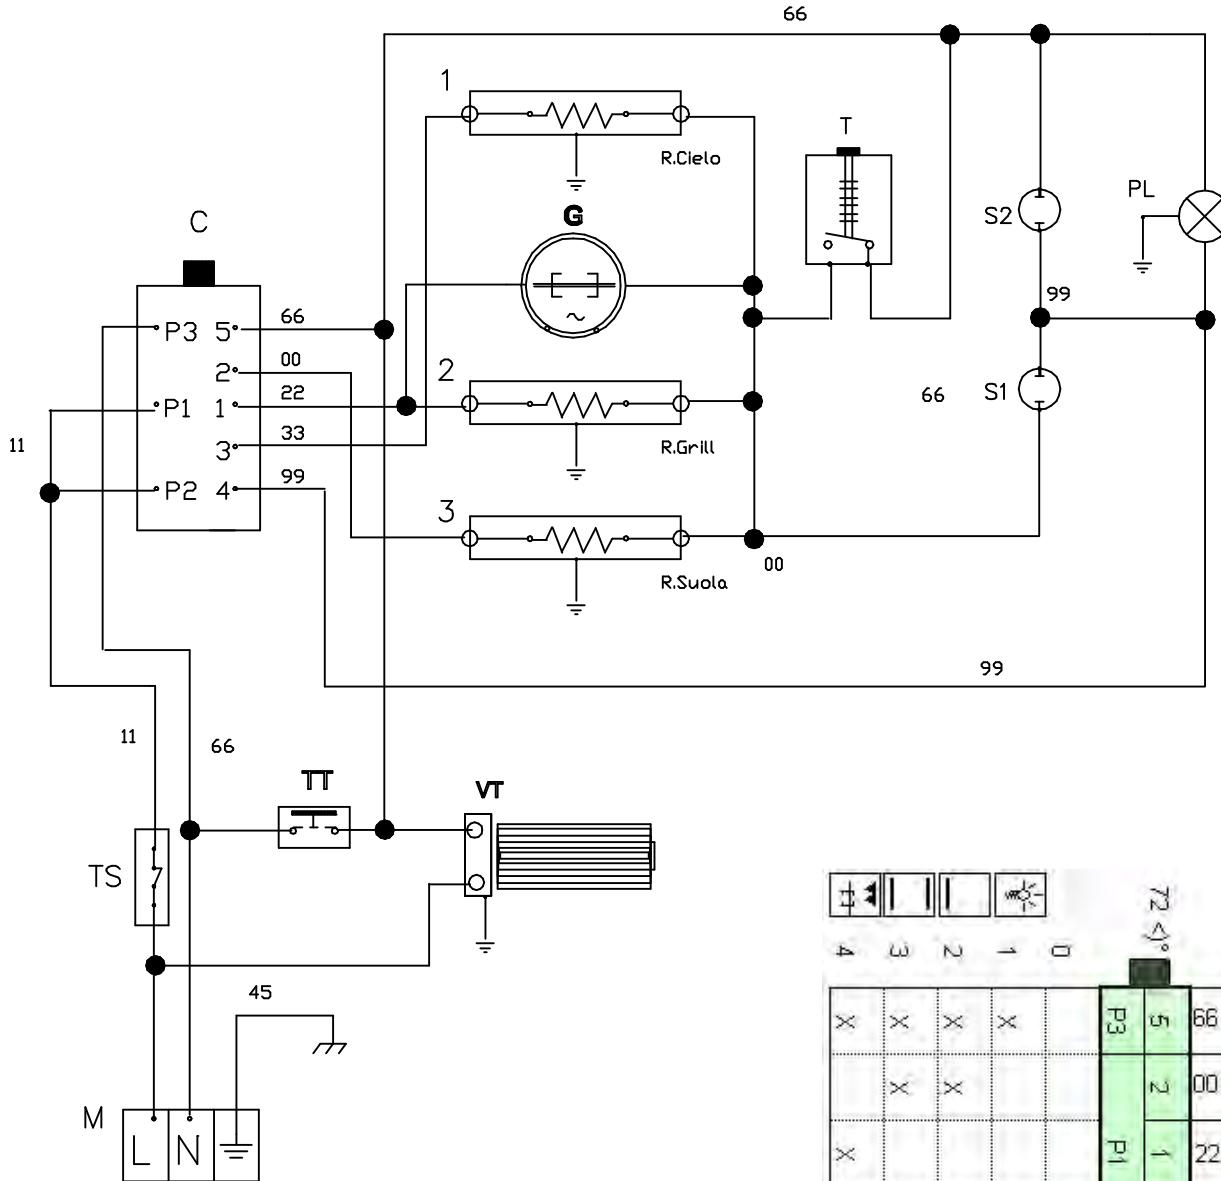 66
1
R.Cielo
T
G
C
S2
PL
P3 5
66
99
2
00
2
P1 1
22
66
S1
R.Grill
11
3
33
P2 4
99
3
R.Suola
00
99
11
66
TT
VT
TS
45
M
L N
72
4 3 2 1 0
X X X X P3 5 66
X X 2 00
X P1 1 22